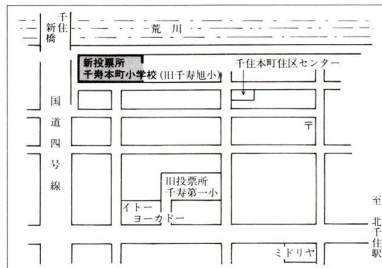 千住
新橋
荒川
新投票所
千寿本町小学校(旧千寿旭小)
千住本町住区センター
国道四号線
〒
旧投票所
千寿第一小
イトー
ヨーカドー
ミドリヤ
至 北千住駅